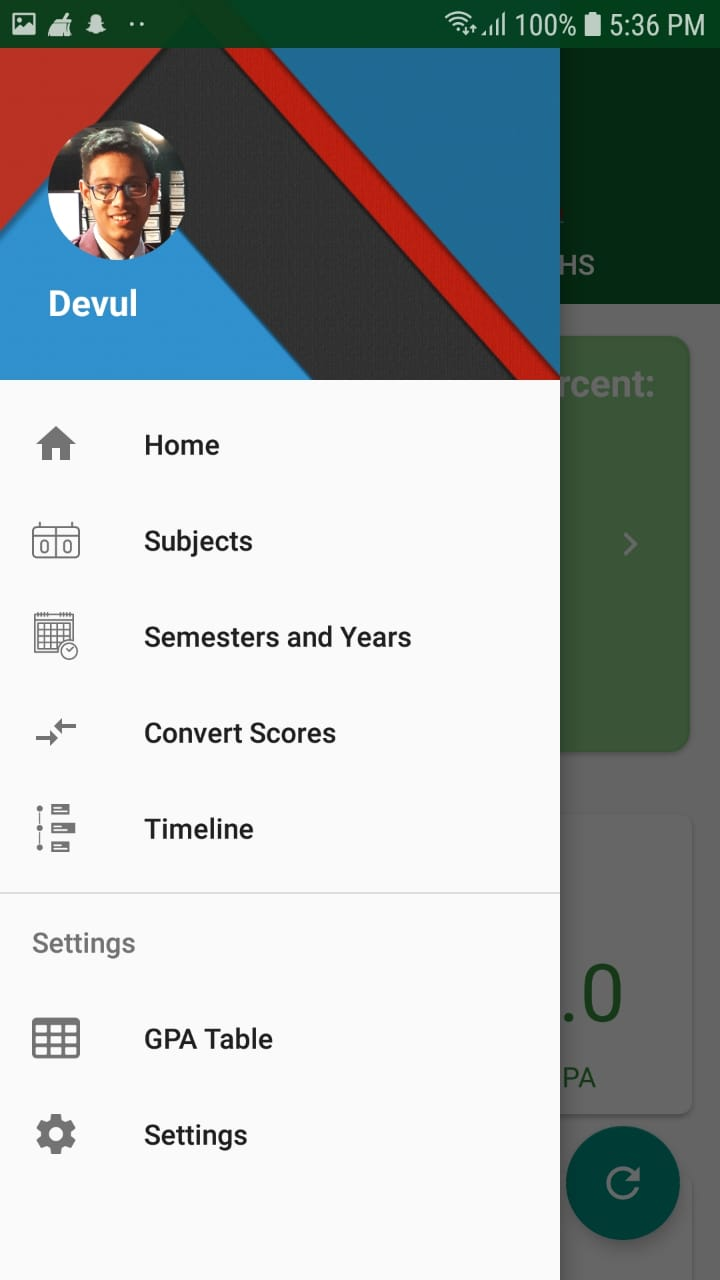 100% 5:36 PM
HS
Devul
rcent:
Home
Subjects
00
Semesters and Years
Convert Scores
Timeline
Settings
.0
GPA Table
PA
Settings